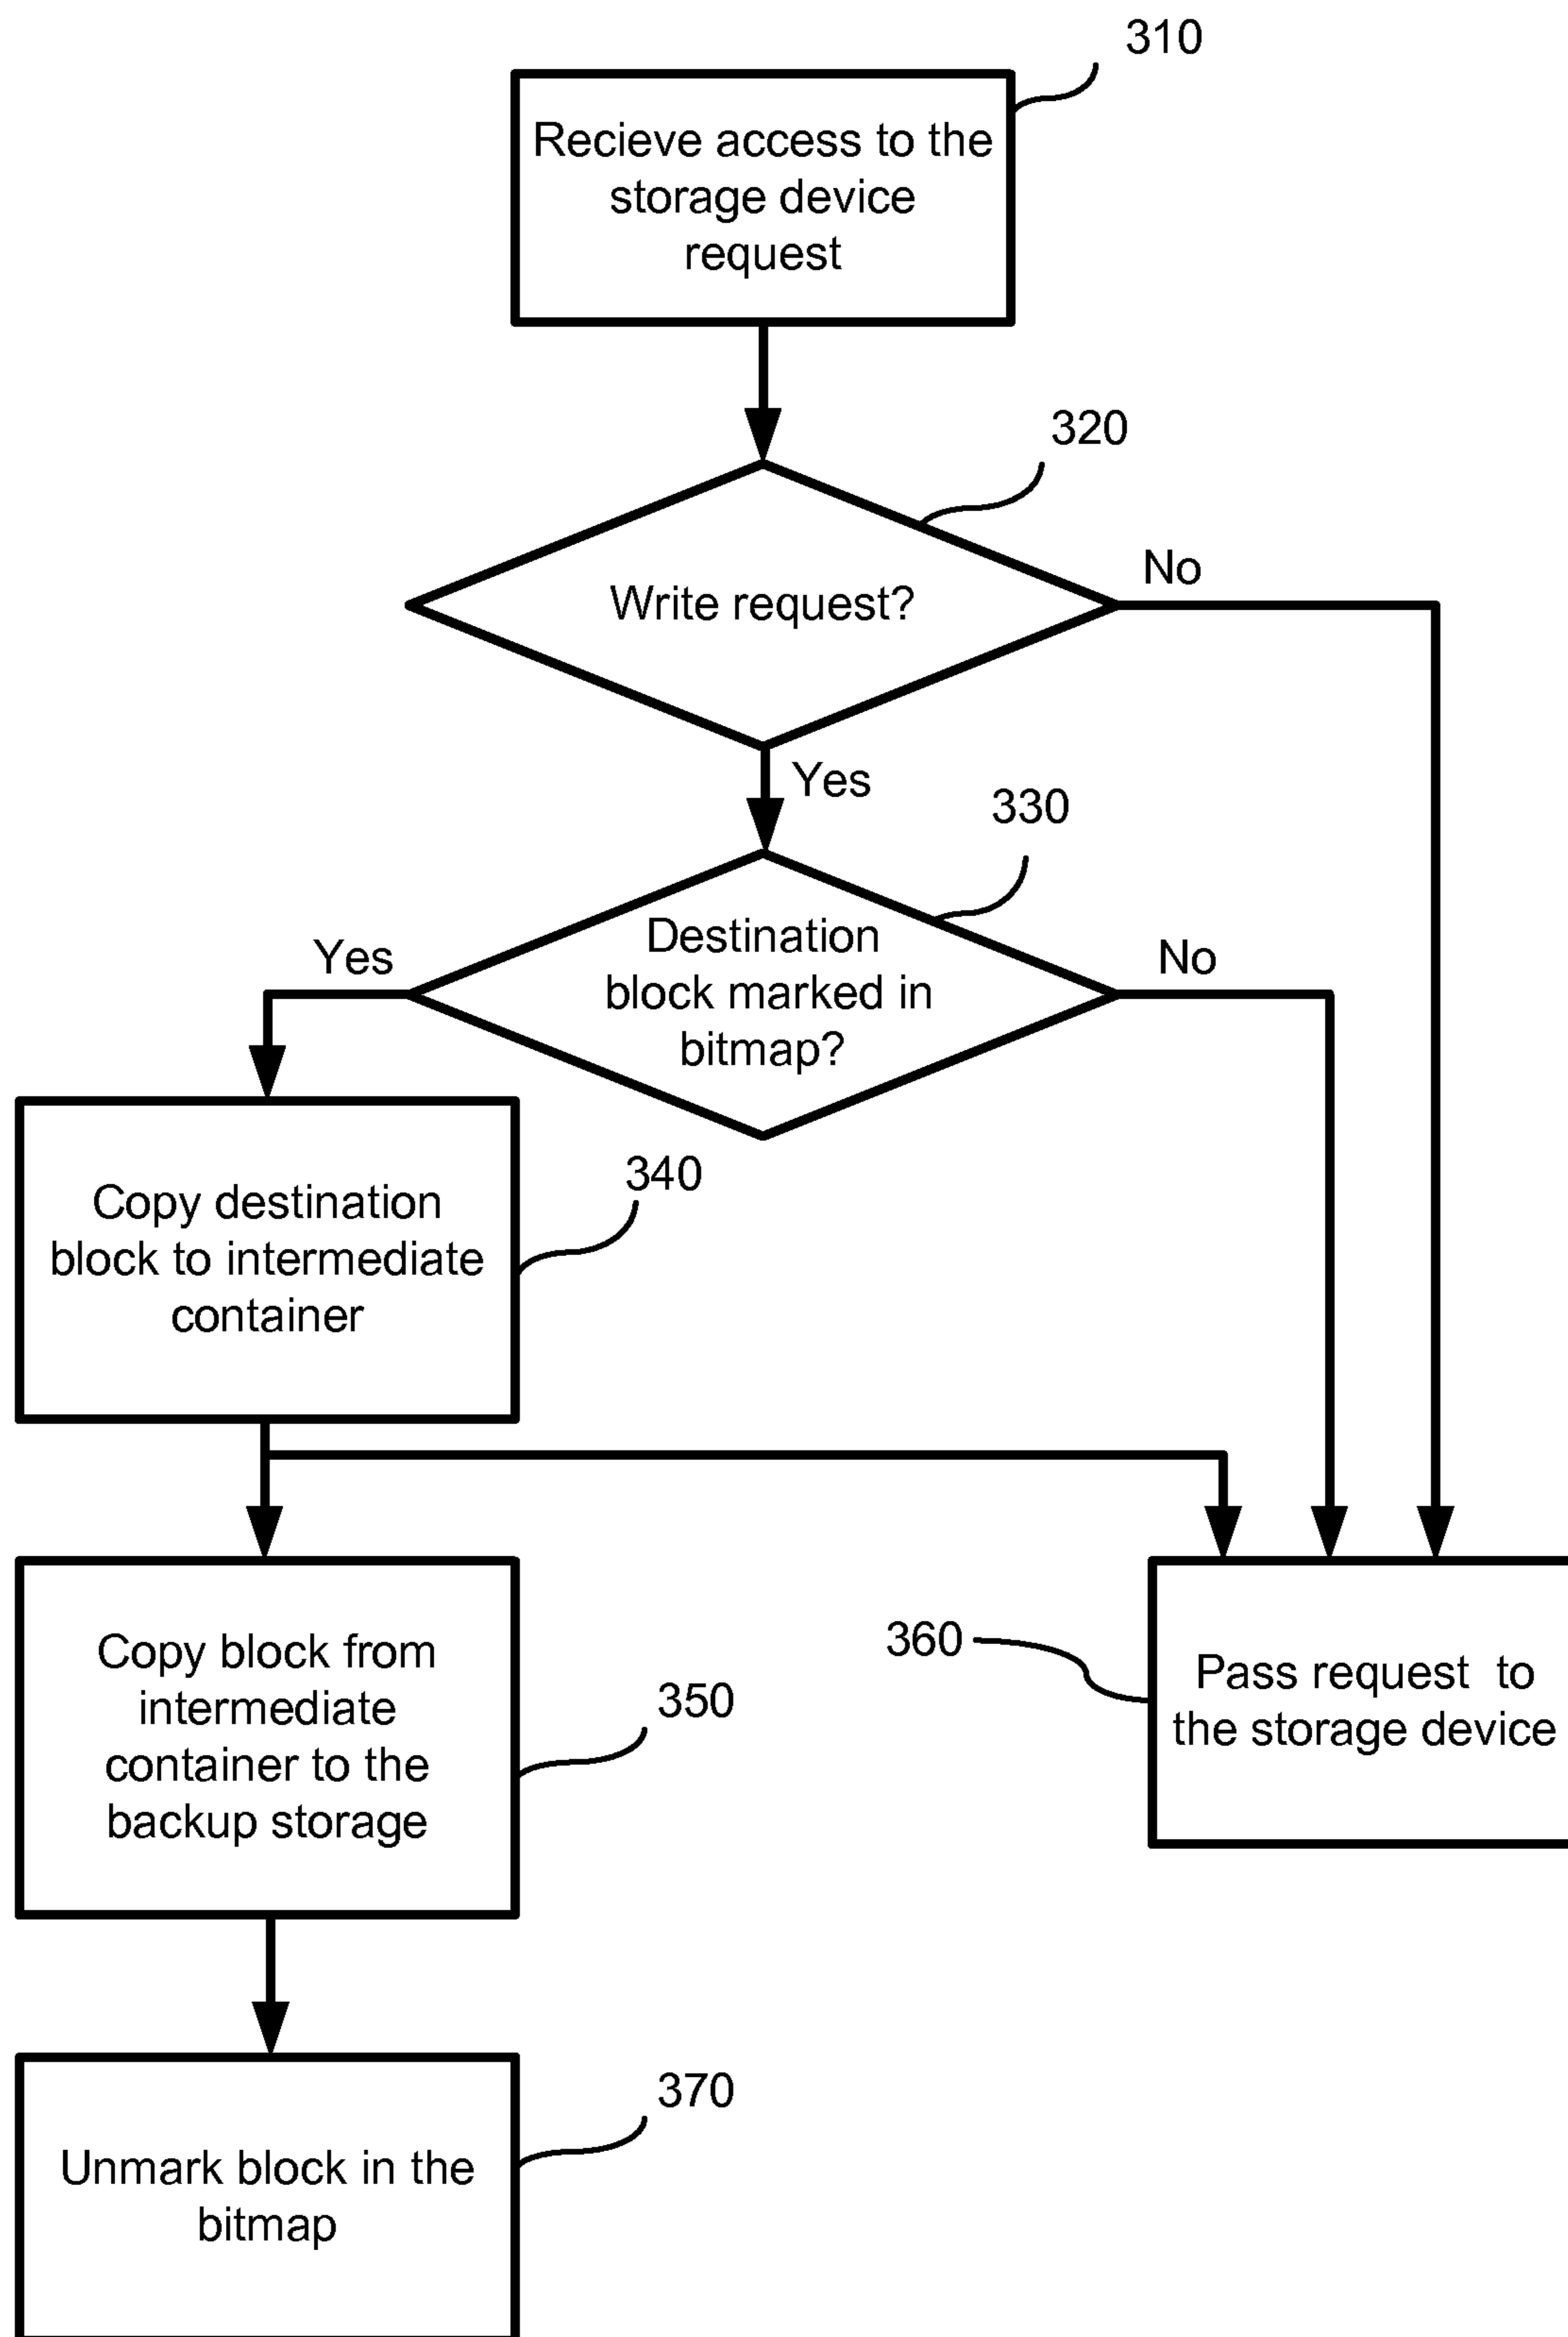 310
Recieve access to the
storage device
request
320
No
Write request?
Yes
330
Destination
block marked in
bitmap?
Yes
No
340
Copy destination
block to intermediate
container
Copy block from
intermediate
container to the
backup storage
350
360
Pass request to
the storage device
370
Unmark block in the
bitmap